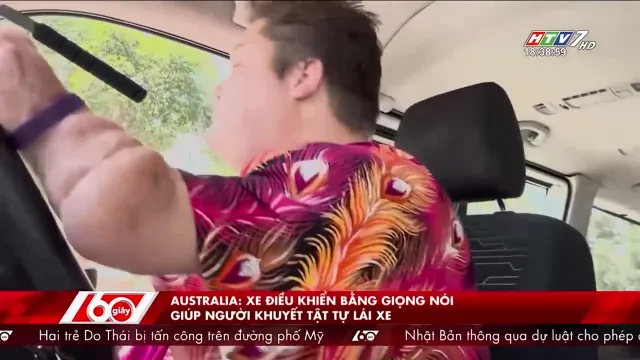 HTV7 HD
18:38:59
60 giây
AUSTRALIA: XE ĐIỀU KHIỂN BẰNG GIỌNG NÓI
GIÚP NGƯỜI KHUYẾT TẬT TỰ LÁI XE
60 Hai trẻ Do Thái bị tấn công trên đường phố Mỹ 60 Nhật Bản thông qua dự luật cho phép